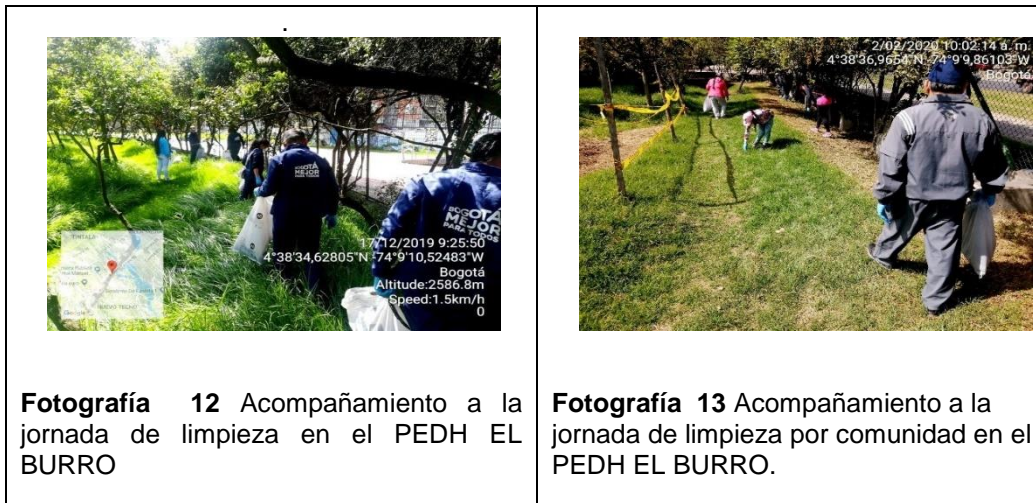 .
BOGOTÁ
MEJOR
PARA TODOS
BOGOTÁ
MEJOR
PARA TODOS
17/12/2019 9:25:50
4°38'34,62805"N -74°9'10,52483"W
Bogotá
Altitude:2586.8m
Speed:1.5km/h
0
TINTALA
Google
Fotografía 12 Acompañamiento a la
jornada de limpieza en el PEDH EL
BURRO
2/02/2020 10:02:14 a. m.
4°38'36,9654"N -74°9'9,86103"W
Bogotá
Fotografía 13 Acompañamiento a la
jornada de limpieza por comunidad en el
PEDH EL BURRO.